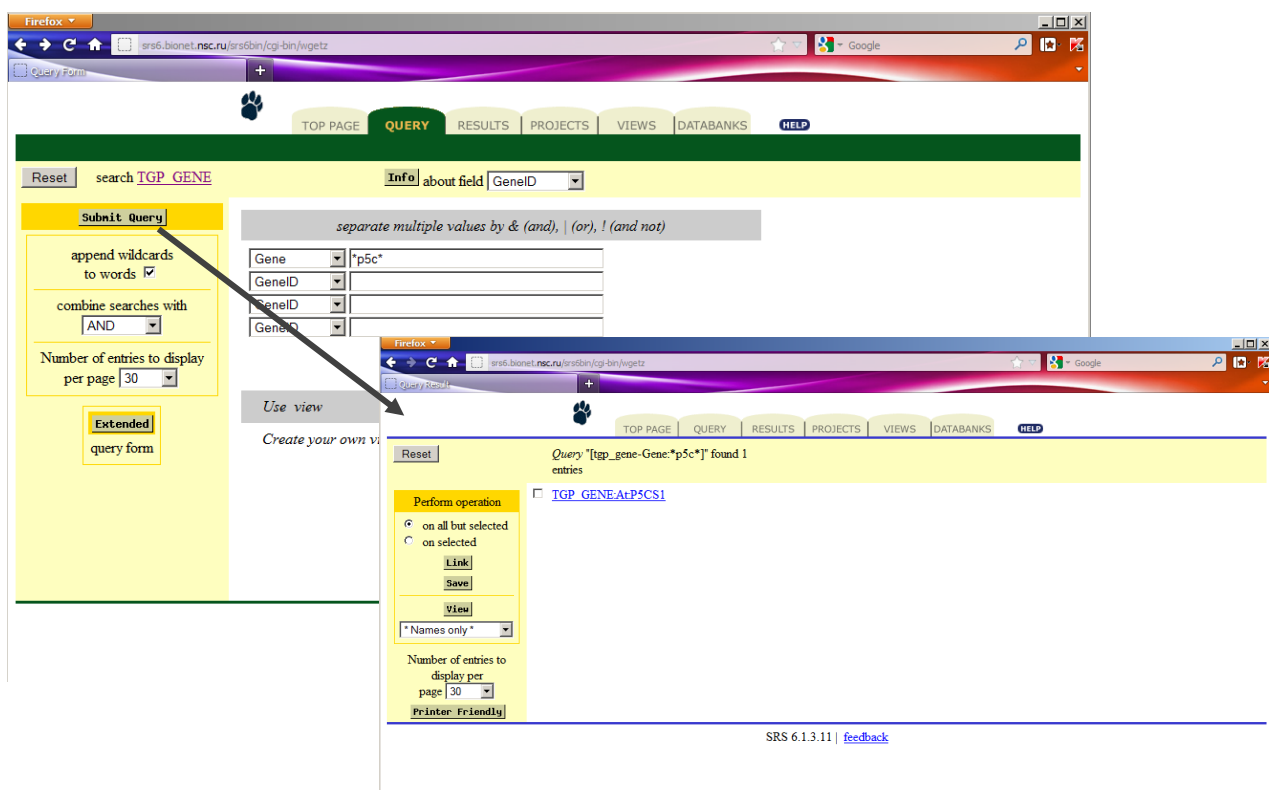 Firefox
srs6.bionet.nsc.ru/srs6bin/cgi-bin/wgetz
Google
Query Form
TOP PAGE QUERY RESULTS PROJECTS VIEWS DATABANKS HELP
Reset search TGP_GENE Info about field GeneID
Submit Query
separate multiple values by & (and), | (or), ! (and not)
append wildcards
to words
combine searches with
AND
Number of entries to display
per page 30
Extended
query form
Gene *p5c*
GeneID
GeneID
GeneID
Use view
Create your own vi
Firefox
srs6.bionet.nsc.ru/srs6bin/cgi-bin/wgetz
Google
Query Result
TOP PAGE QUERY RESULTS PROJECTS VIEWS DATABANKS HELP
Reset
Query "[tgp_gene-Gene:*p5c*]" found 1
entries
Perform operation
on all but selected
on selected
Link
Save
View
* Names only *
Number of entries to
display per
page 30
Printer Friendly
TGP_GENE:At:P5CS1
SRS 6.1.3.11 | feedback